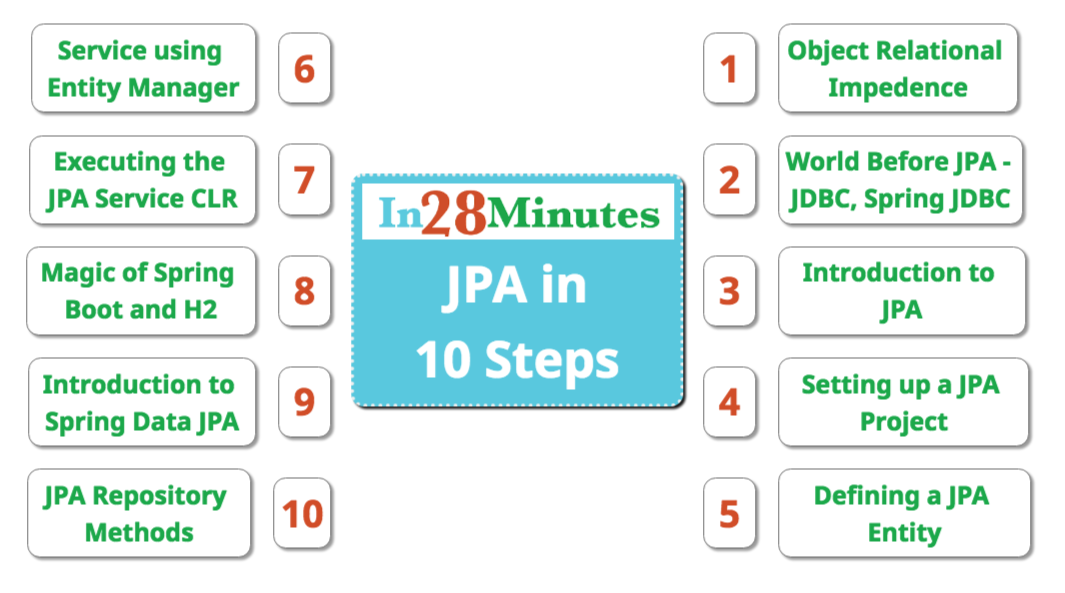 In28Minutes
JPA in
10 Steps
1
Object Relational
Impedence
2
World Before JPA -
JDBC, Spring JDBC
3
Introduction to
JPA
4
Setting up a JPA
Project
5
Defining a JPA
Entity
6
Service using
Entity Manager
7
Executing the
JPA Service CLR
8
Magic of Spring
Boot and H2
9
Introduction to
Spring Data JPA
10
JPA Repository
Methods